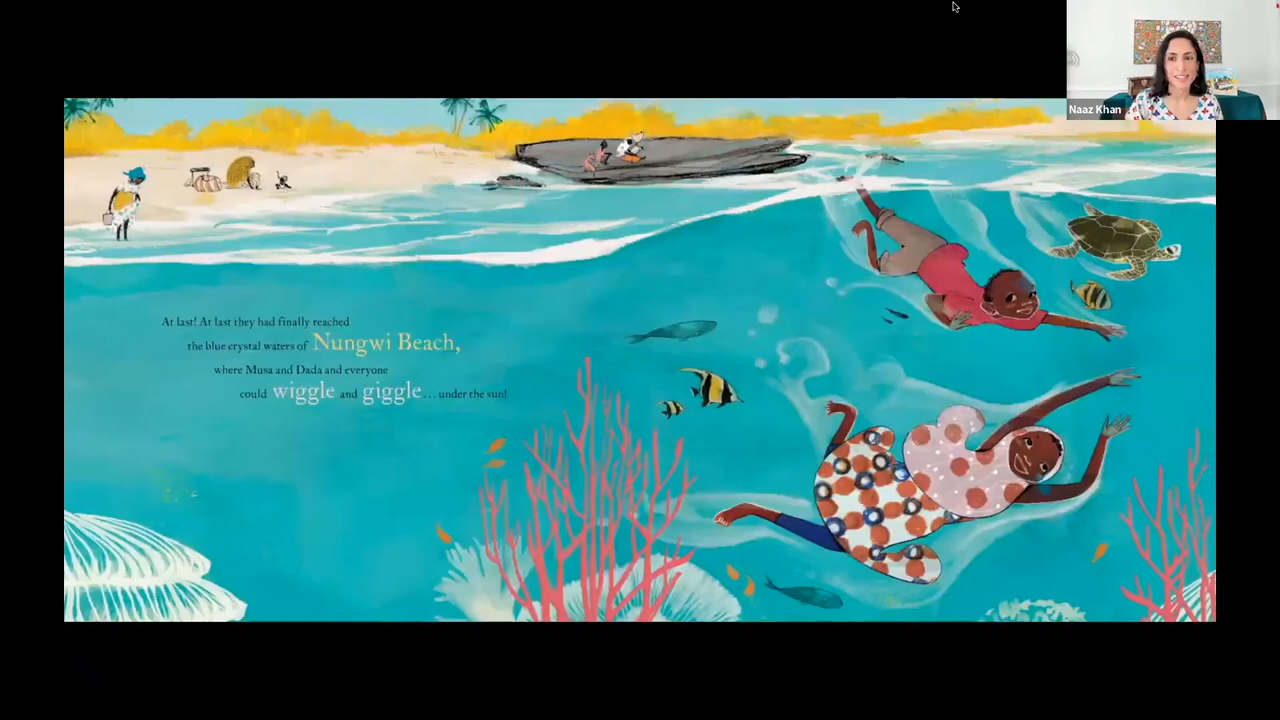 Naaz Khan
At last! At last they had finally reached
the blue crystal waters of Nungwi Beach,
where Musa and Dada and everyone
could wiggle and giggle... under the sun!